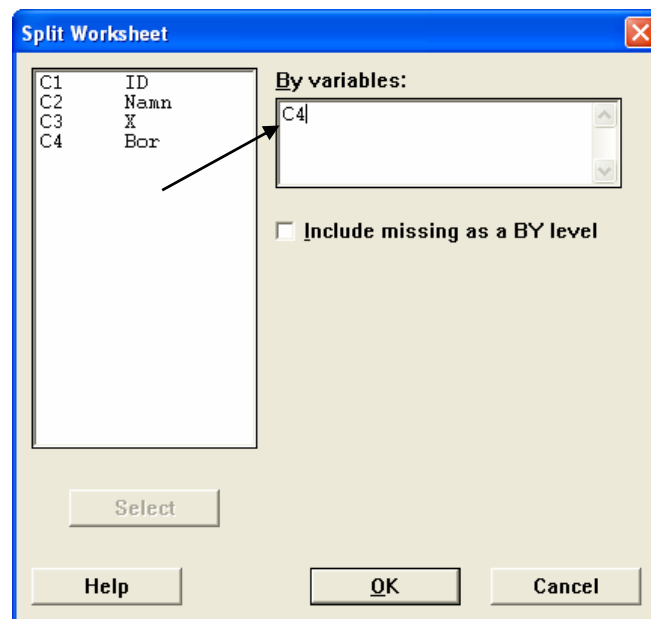 Split Worksheet
C1 ID
C2 Namn
C3 X
C4 Bor
By variables:
C4
Include missing as a BY level
Select
Help
OK
Cancel